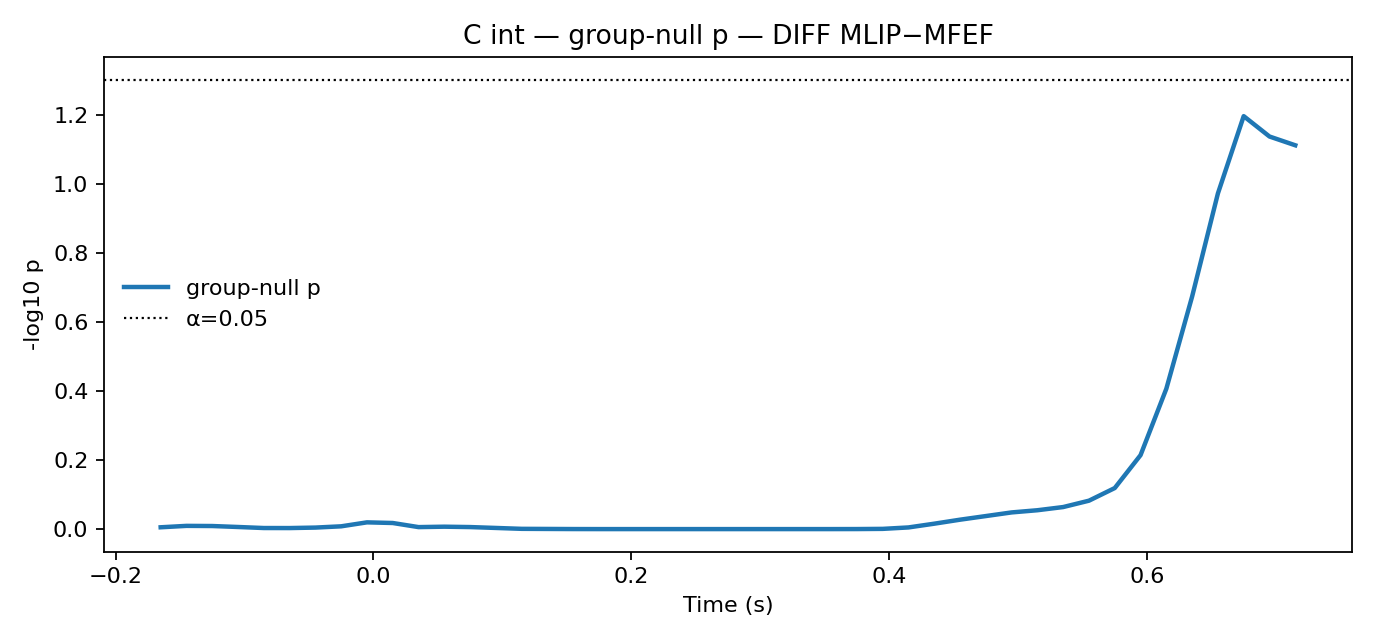 C int — group-null p — DIFF MLIP−MFEF
1.2
1.0
0.8
0.6
0.4
0.2
0.0
-log10 p
group-null p
α=0.05
−0.2
0.0
0.2
0.4
0.6
Time (s)